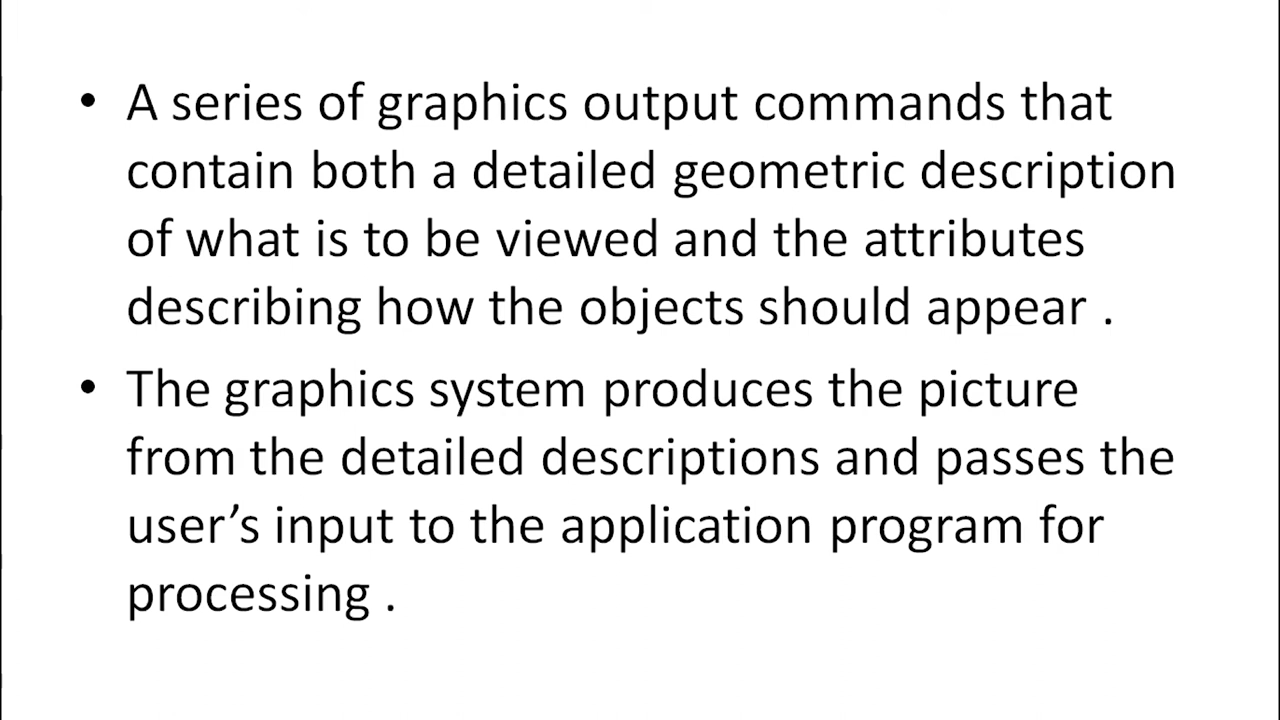 • A series of graphics output commands that
contain both a detailed geometric description
of what is to be viewed and the attributes
describing how the objects should appear .
• The graphics system produces the picture
from the detailed descriptions and passes the
user’s input to the application program for
processing .